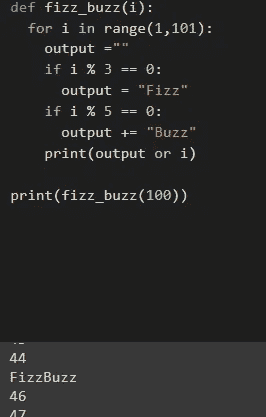 def fizz_buzz(i):
  for i in range(1,101):
    output =""
    if i % 3 == 0:
      output = "Fizz"
    if i % 5 == 0:
      output += "Buzz"
    print(output or i)

print(fizz_buzz(100))
44
FizzBuzz
46
47